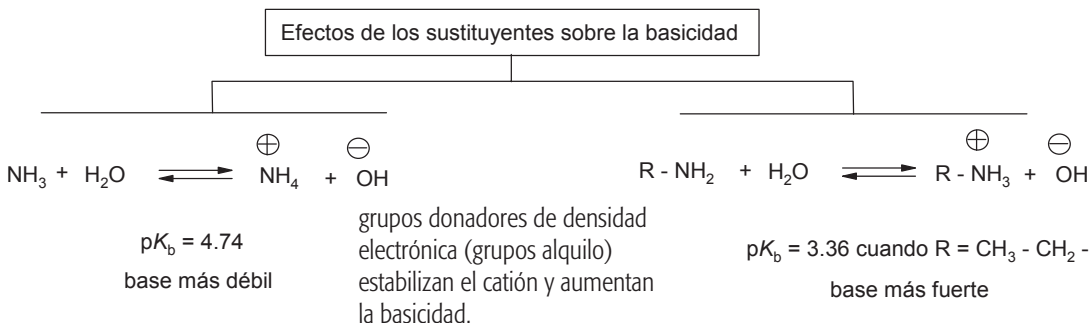 Efectos de los sustituyentes sobre la basicidad
NH₃ + H₂O ⇌ ⊕NH₄ + ⊖OH
pK_b = 4.74
base más débil
grupos donadores de densidad
electrónica (grupos alquilo)
estabilizan el catión y aumentan
la basicidad.
R - NH₂ + H₂O ⇌ R - ⊕NH₃ + ⊖OH
pK_b = 3.36 cuando R = CH₃ - CH₂ -
base más fuerte